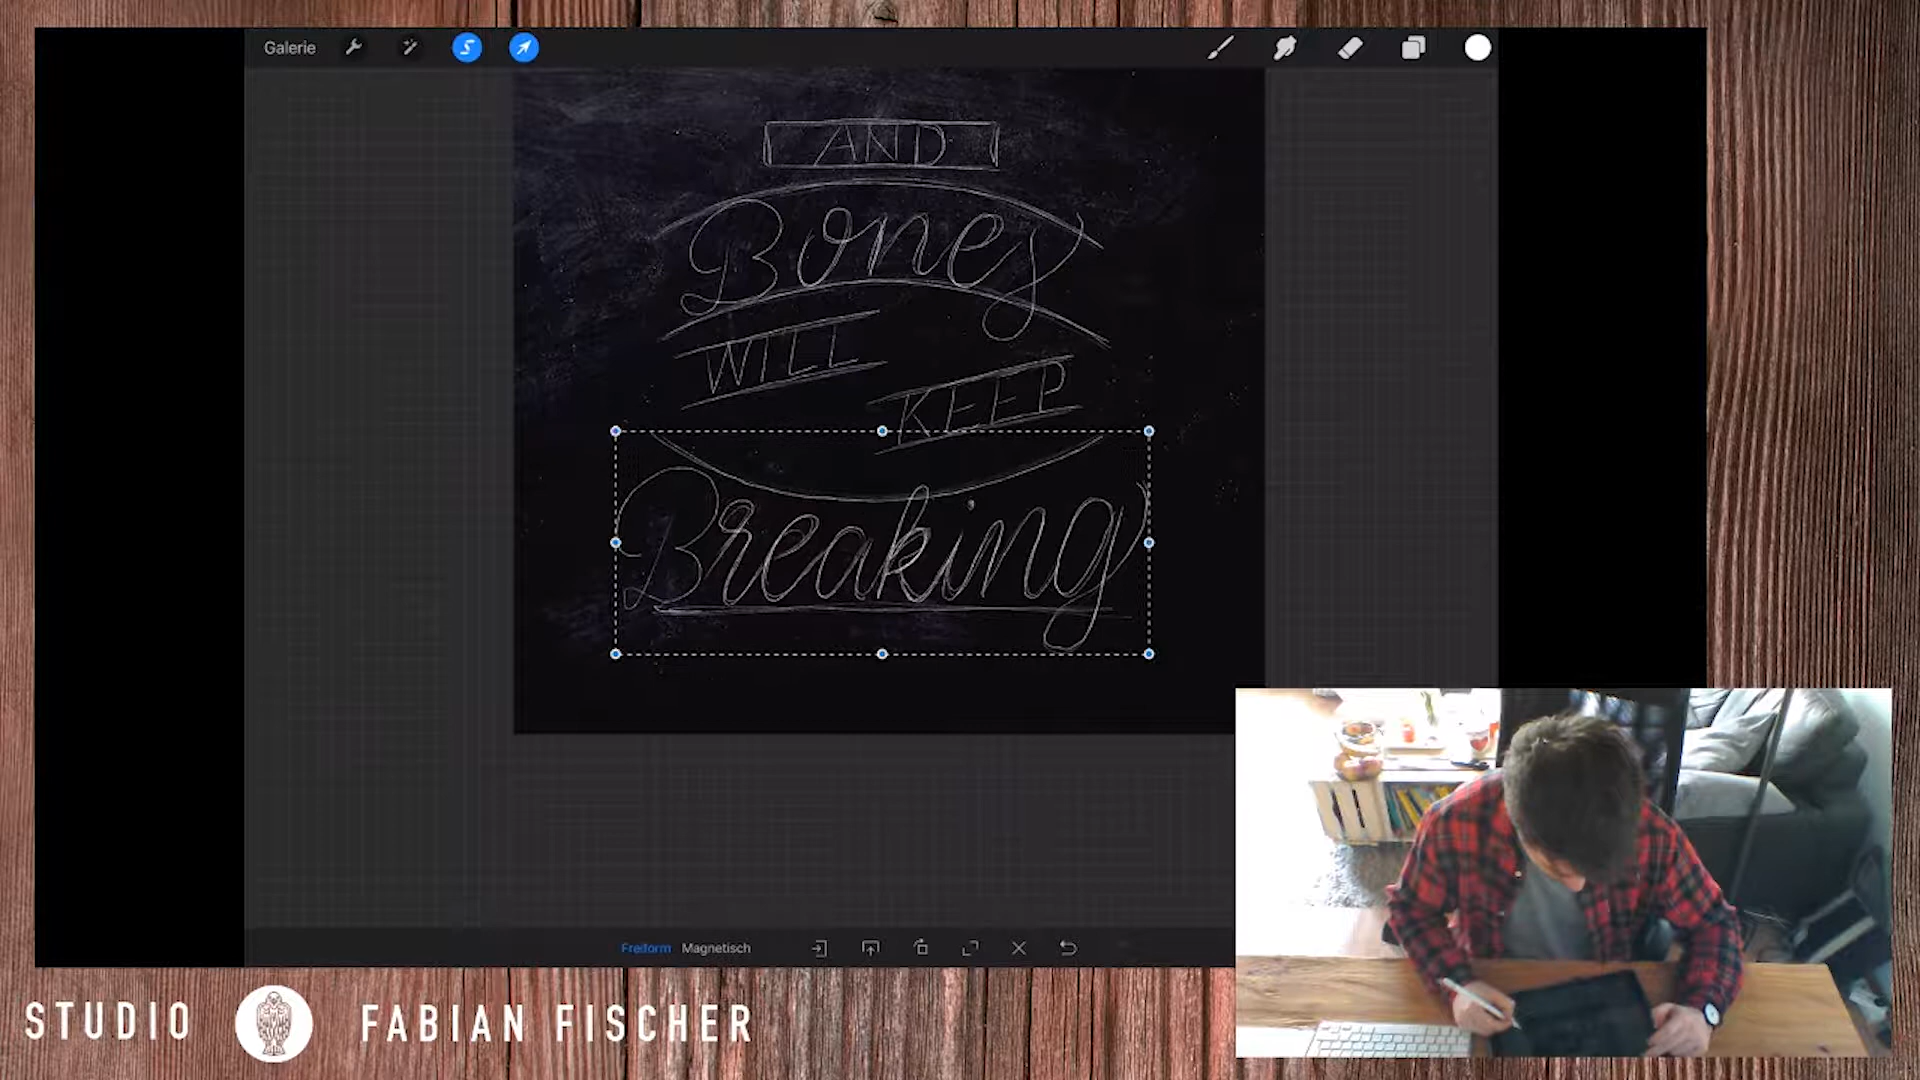 Galerie
AND
Bones
WILL
KEEP
Breaking
Freiform Magnetisch
STUDIO FABIAN FISCHER